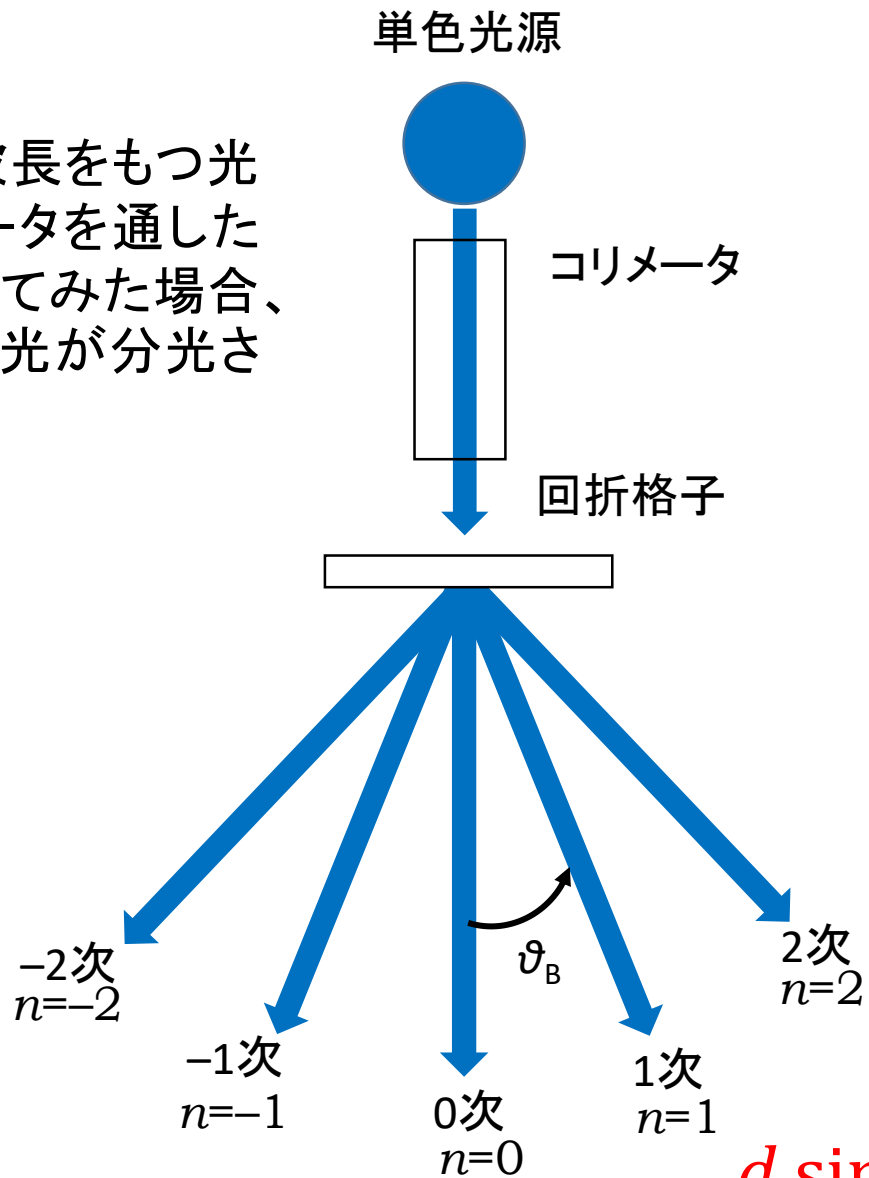 単色光源
長をもつ光
ータを通した
てみた場合、
光が分光さ
コリメータ
回折格子
ϑB
–2次
n=–2
–1次
n=–1
0次
n=0
1次
n=1
2次
n=2
d sin